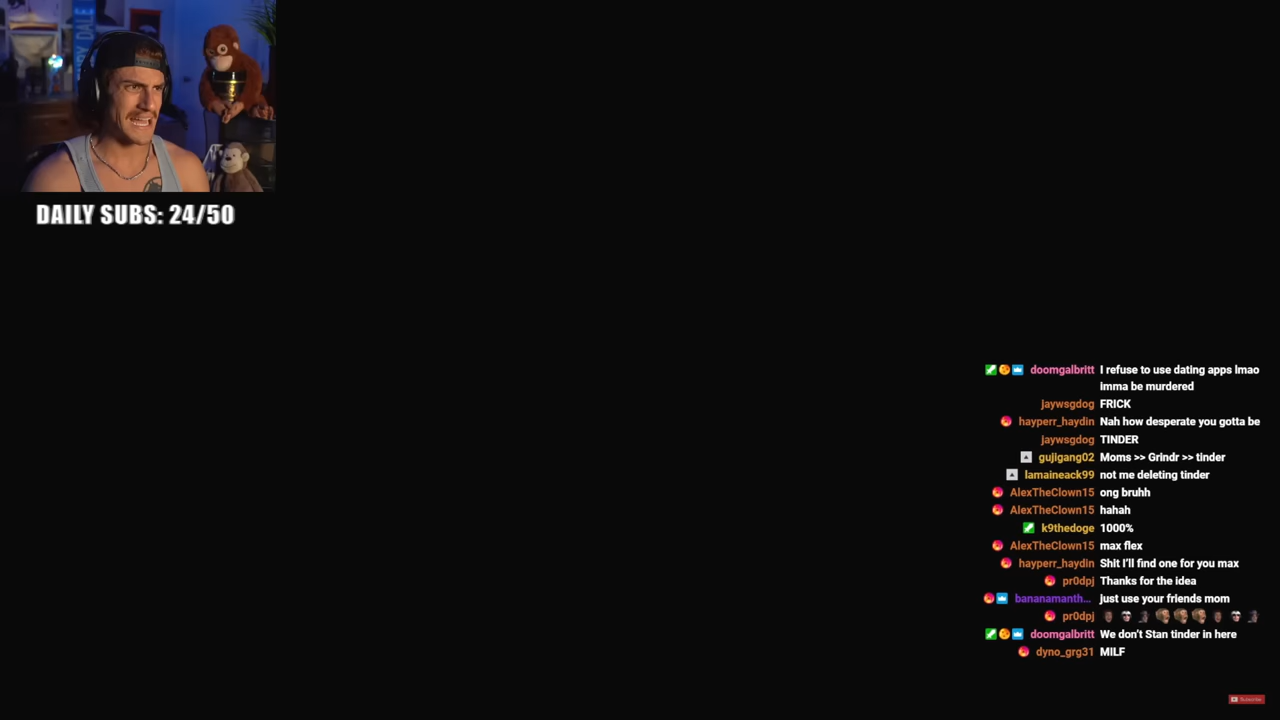 DALE
DAILY SUBS: 24/50
doomgalbritt I refuse to use dating apps lmao
imma be murdered
jaywsgdog FRICK
hayperr_haydin Nah how desperate you gotta be
jaywsgdog TINDER
gujigang02 Moms >> Grindr >> tinder
lamaineack99 not me deleting tinder
AlexTheClown15 ong bruhh
AlexTheClown15 hahah
k9thedoge 1000%
AlexTheClown15 max flex
hayperr_haydin Shit I'll find one for you max
pr0dpj Thanks for the idea
bananamanth... just use your friends mom
pr0dpj
doomgalbritt We don't Stan tinder in here
dyno_grg31 MILF
Subscribe